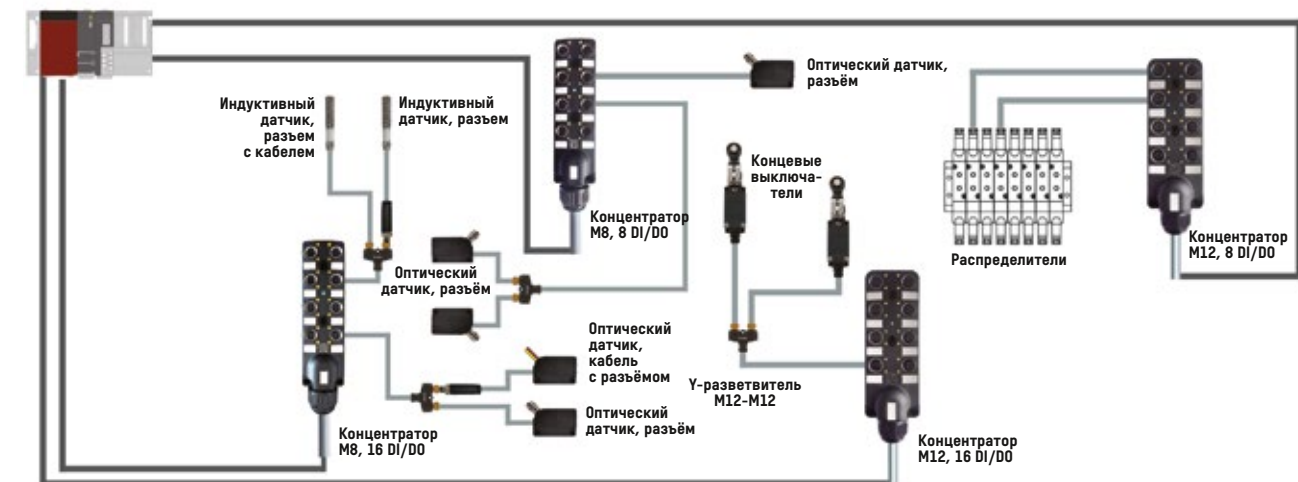 Индуктивный
датчик,
разъем
с кабелем
Индуктивный
датчик, разъем
Оптический датчик,
разъём
Концентратор
M8, 8 DI/DO
Концевые
выключа-
тели
Распределители
Концентратор
M12, 8 DI/DO
Оптический
датчик, разъём
Оптический
датчик,
кабель
с разъёмом
Оптический
датчик, разъём
Y-разветвитель
M12-M12
Концентратор
M8, 16 DI/DO
Концентратор
M12, 16 DI/DO